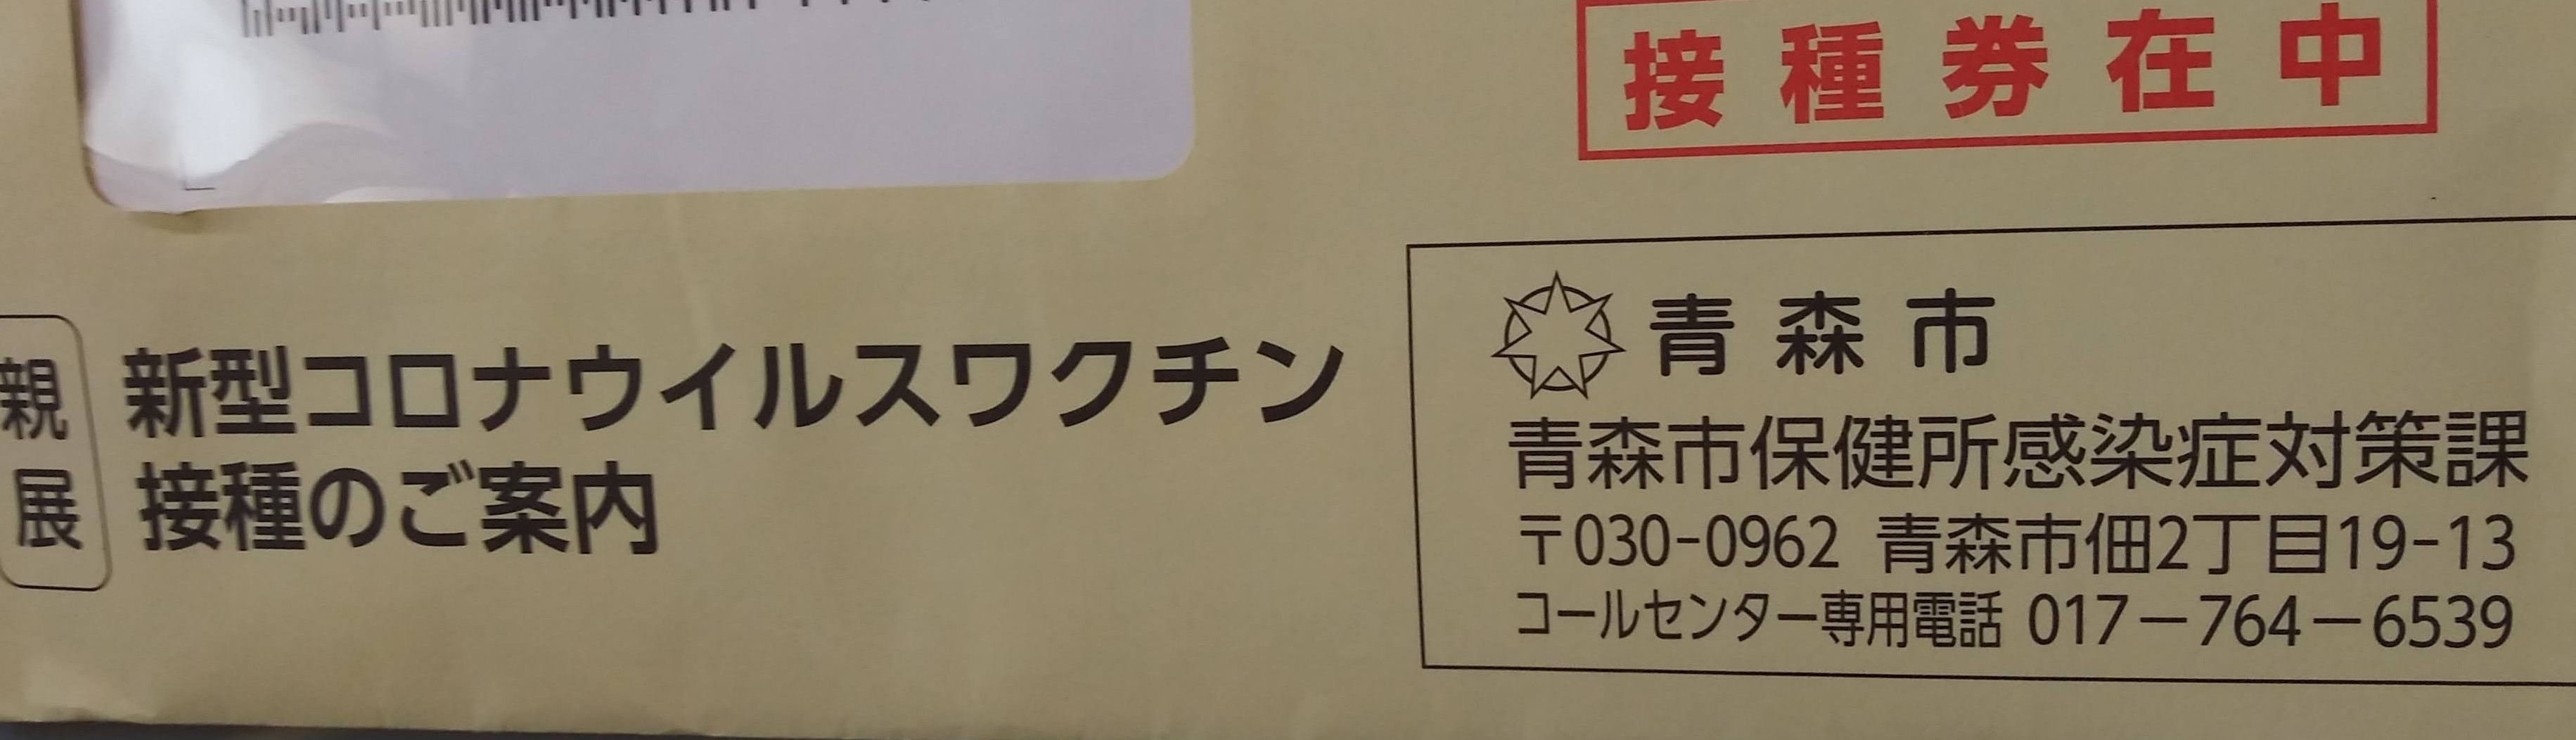 接種券在中
親展
新型コロナウイルスワクチン
接種のご案内
青森市
青森市保健所感染症対策課
〒030-0962 青森市佃2丁目19-13
コールセンター専用電話 017－764－6539